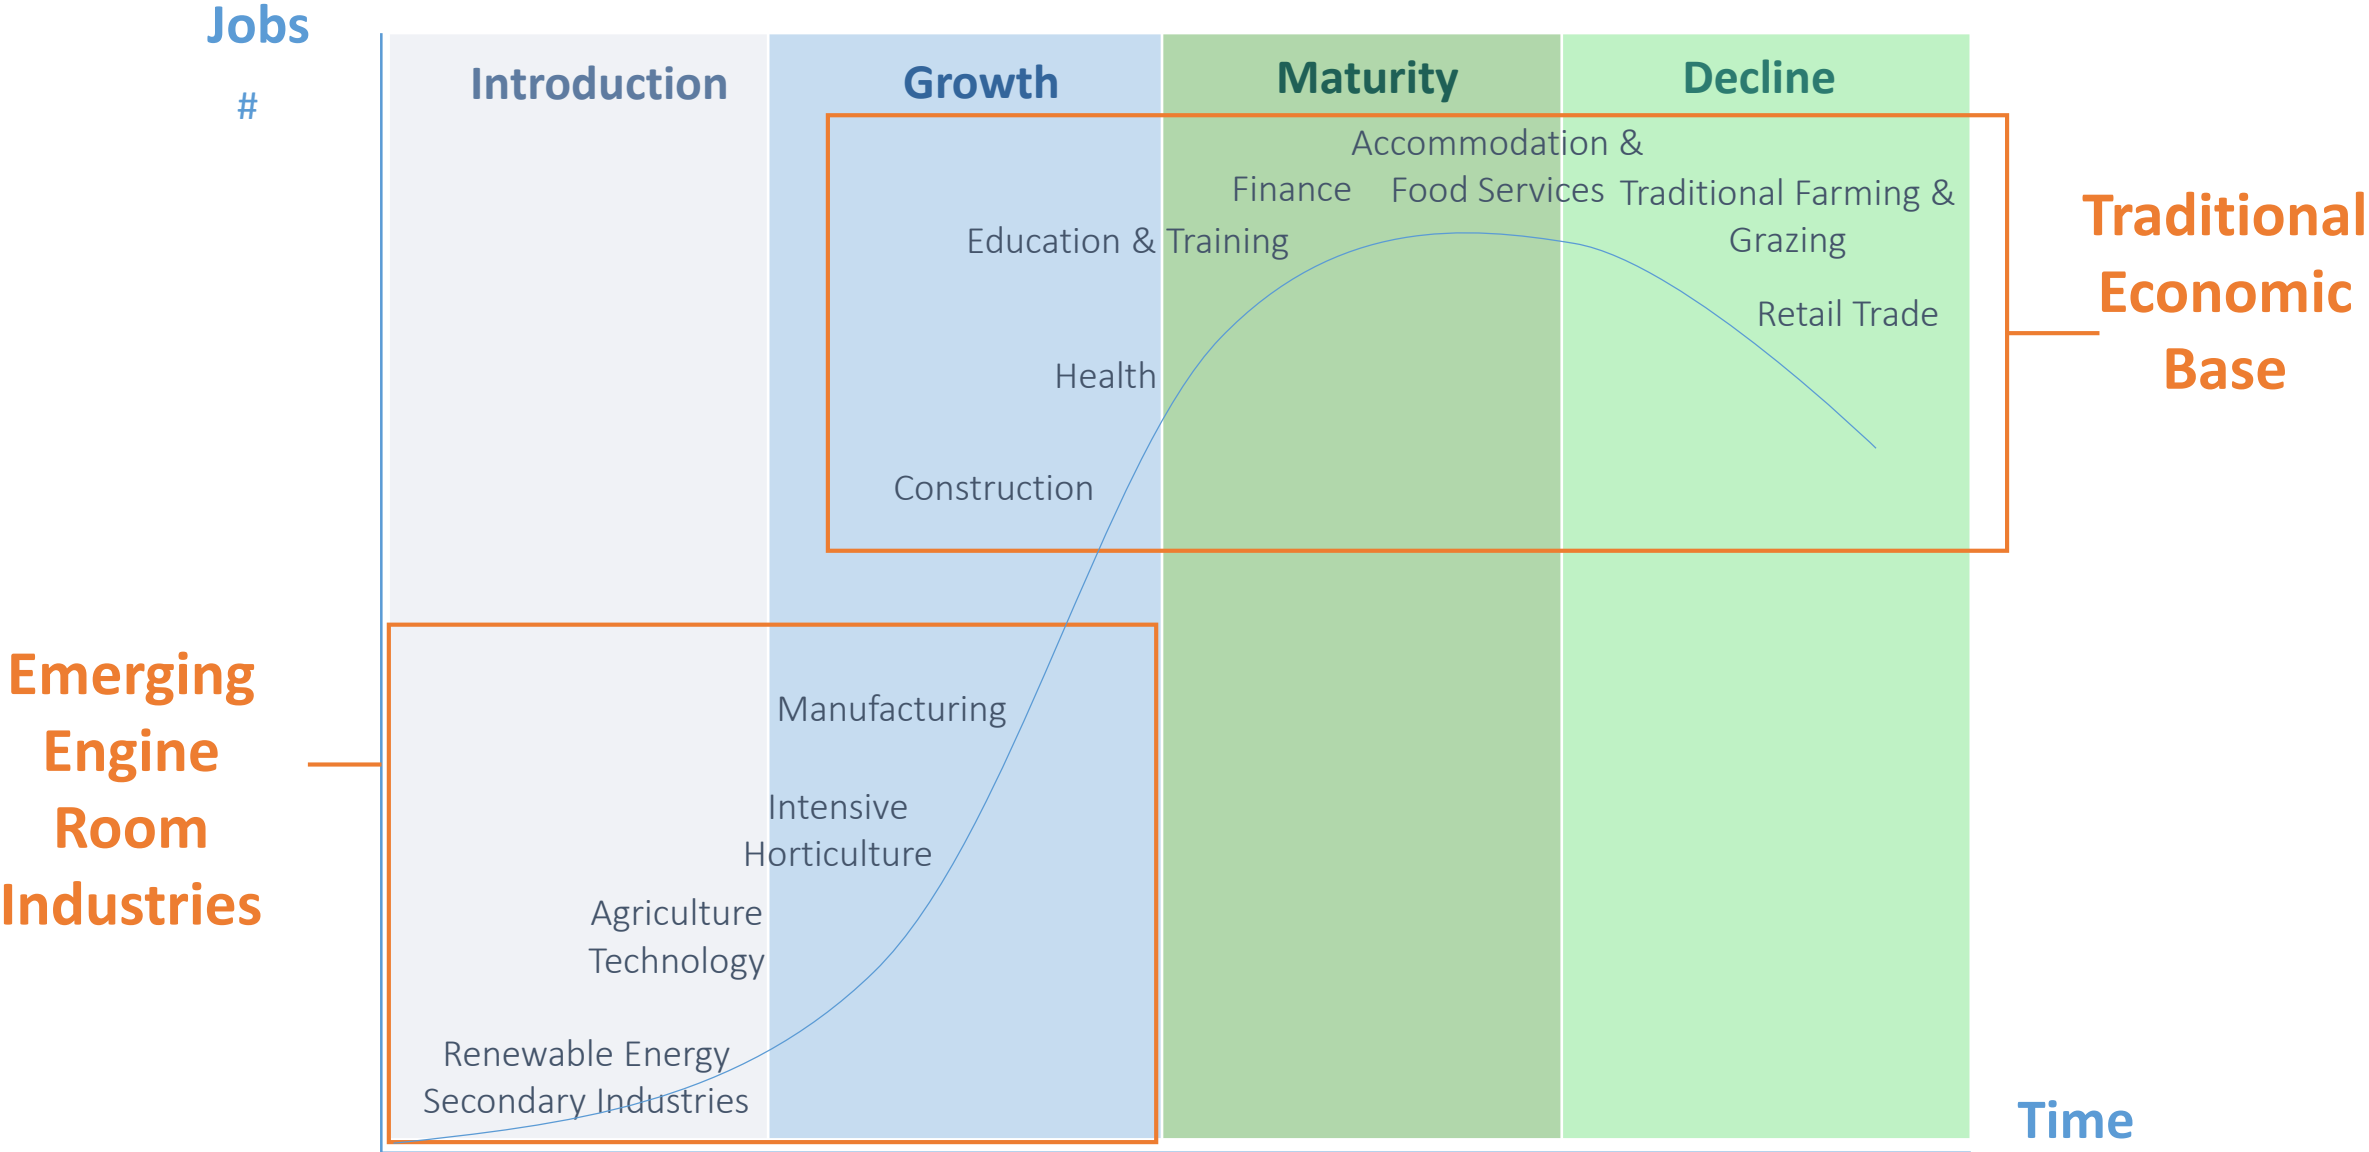 Jobs
#
Introduction
Growth
Maturity
Decline
Accommodation &
Food Services
Finance
Traditional Farming &
Grazing
Education & Training
Retail Trade
Health
Construction
Traditional
Economic
Base
Emerging
Engine
Room
Industries
Manufacturing
Intensive
Horticulture
Agriculture
Technology
Renewable Energy
Secondary Industries
Time